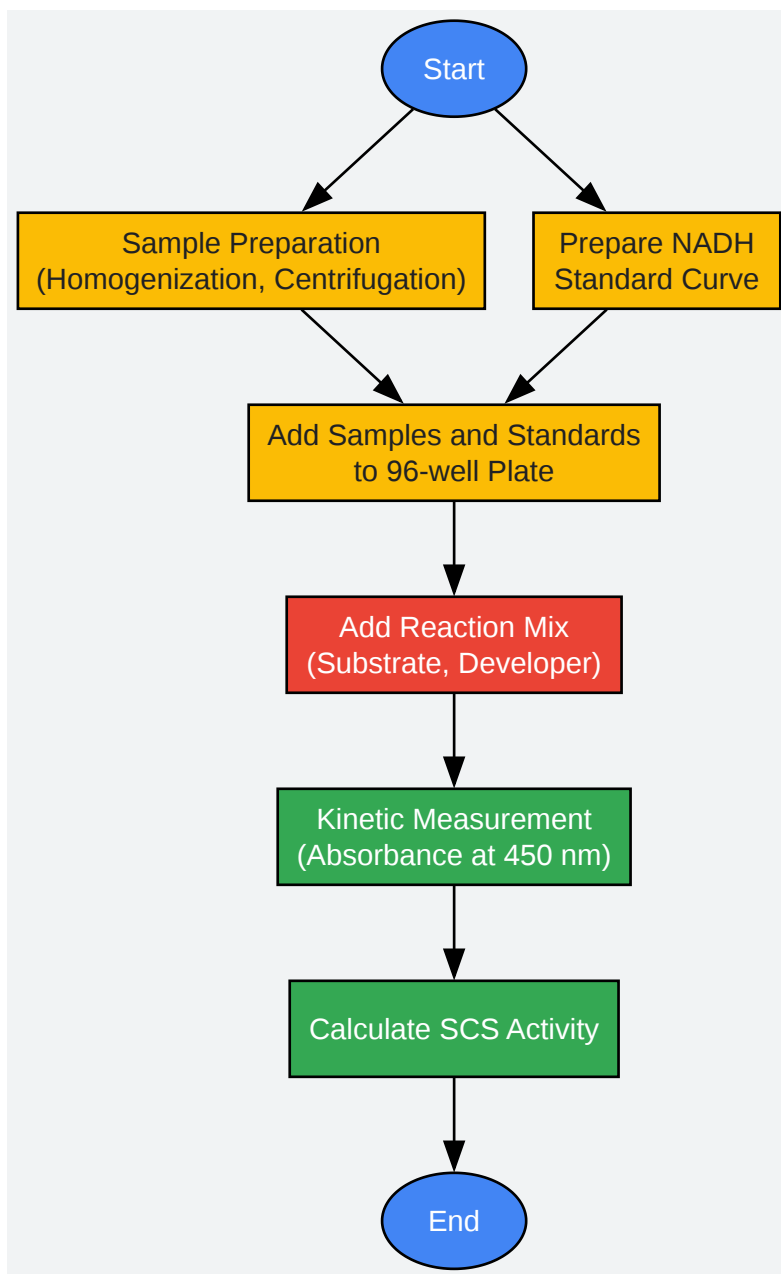 Start
Sample Preparation
(Homogenization, Centrifugation)
Prepare NADH
Standard Curve
Add Samples and Standards
to 96-well Plate
Add Reaction Mix
(Substrate, Developer)
Kinetic Measurement
(Absorbance at 450 nm)
Calculate SCS Activity
End